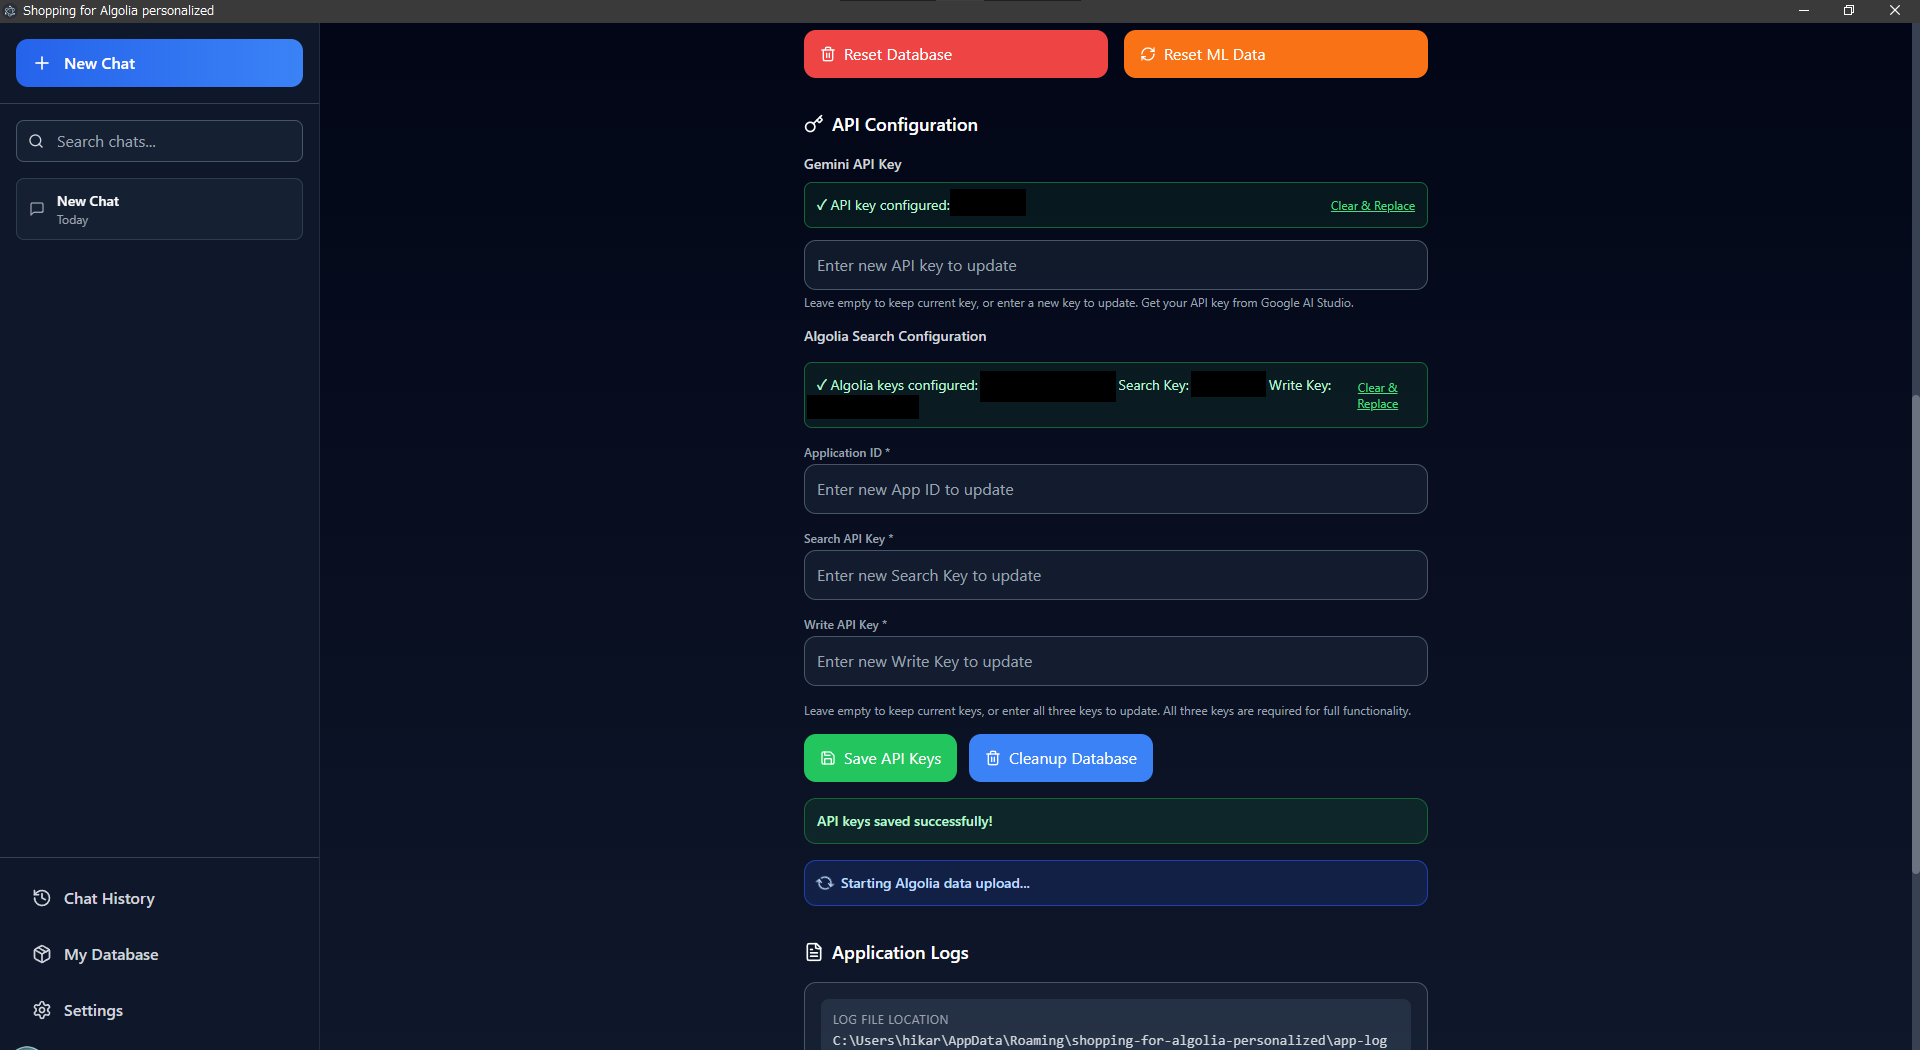 Shopping for Algolia personalized
New Chat
Search chats...
New Chat
Today
Chat History
My Database
Settings
Reset Database
Reset ML Data
API Configuration
Gemini API Key
✓ API key configured:
Clear & Replace
Enter new API key to update
Leave empty to keep current key, or enter a new key to update. Get your API key from Google AI Studio.
Algolia Search Configuration
✓ Algolia keys configured: Search Key: Write Key:
Clear &
Replace
Application ID *
Enter new App ID to update
Search API Key *
Enter new Search Key to update
Write API Key *
Enter new Write Key to update
Leave empty to keep current keys, or enter all three keys to update. All three keys are required for full functionality.
Save API Keys
Cleanup Database
API keys saved successfully!
Starting Algolia data upload...
Application Logs
LOG FILE LOCATION
C:\Users\hikar\AppData\Roaming\shopping-for-algolia-personalized\app-log